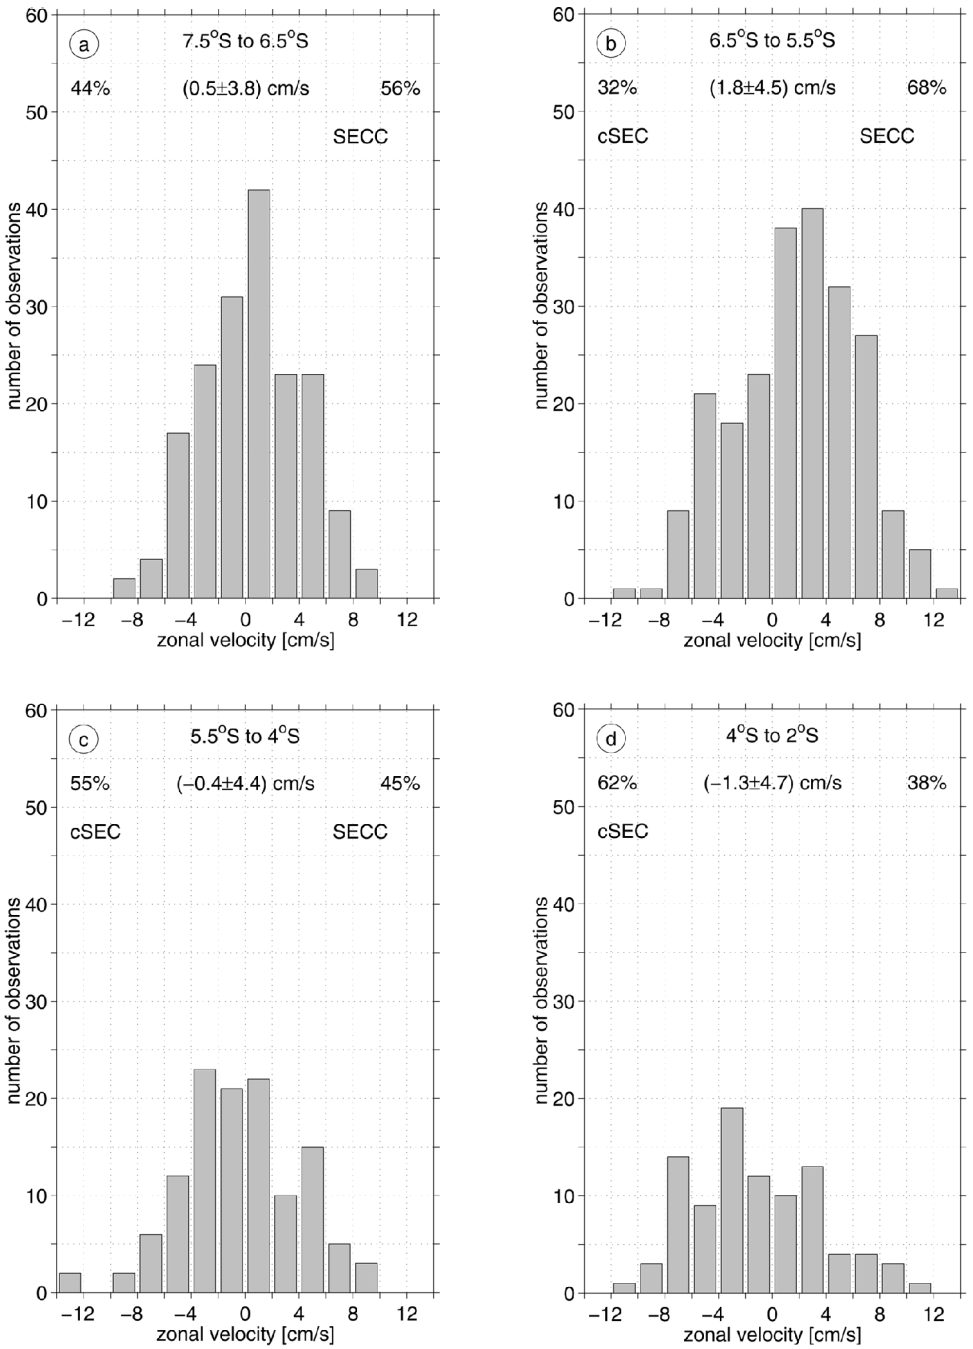 a
7.5°S to 6.5°S
44%
(0.5±3.8) cm/s
56%
SECC
60
50
40
30
20
10
0
number of observations
−12 −8 −4 0 4 8 12
zonal velocity [cm/s]
b
6.5°S to 5.5°S
32%
(1.8±4.5) cm/s
68%
cSEC
SECC
60
50
40
30
20
10
0
number of observations
−12 −8 −4 0 4 8 12
zonal velocity [cm/s]
c
5.5°S to 4°S
55%
(−0.4±4.4) cm/s
45%
cSEC
SECC
60
50
40
30
20
10
0
number of observations
−12 −8 −4 0 4 8 12
zonal velocity [cm/s]
d
4°S to 2°S
62%
(−1.3±4.7) cm/s
38%
cSEC
60
50
40
30
20
10
0
number of observations
−12 −8 −4 0 4 8 12
zonal velocity [cm/s]